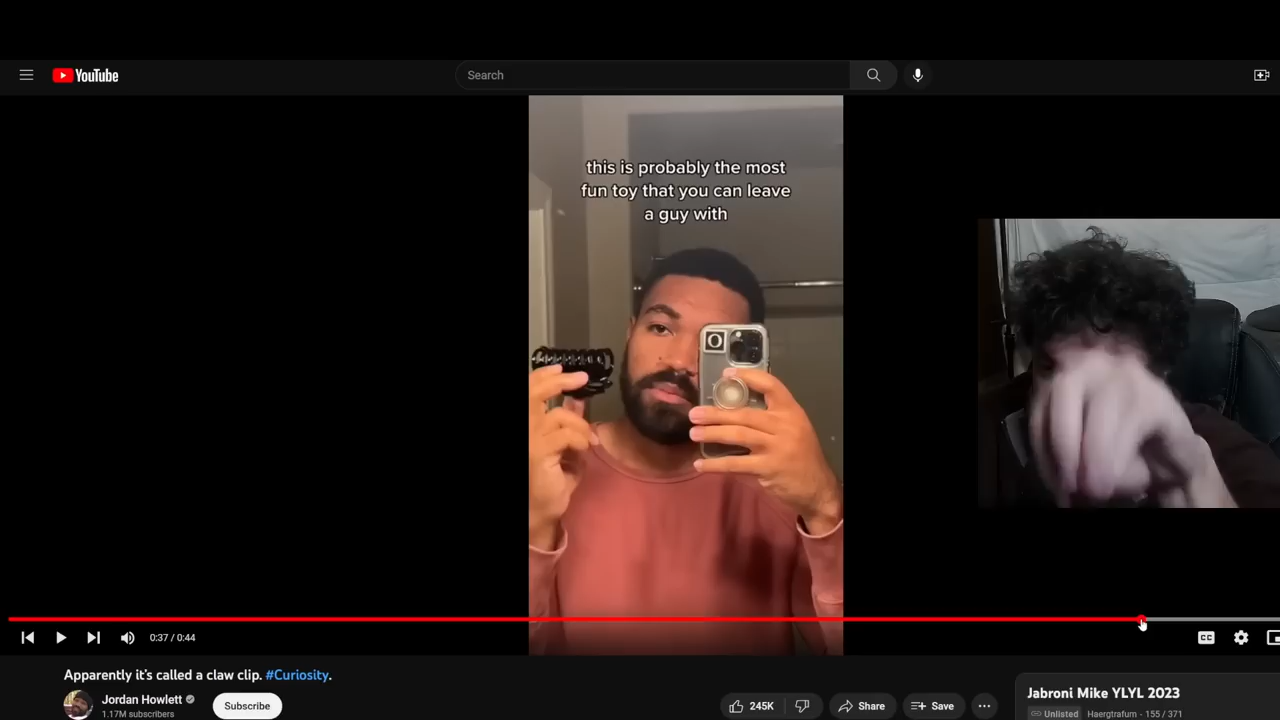 YouTube
Search
this is probably the most
fun toy that you can leave
a guy with
0:37 / 0:44
CC
Apparently it's called a claw clip. #Curiosity.
Jordan Howlett
1.17M subscribers
Subscribe
245K
Share
Save
Jabroni Mike YLYL 2023
Unlisted Haergtrafum - 155 / 371